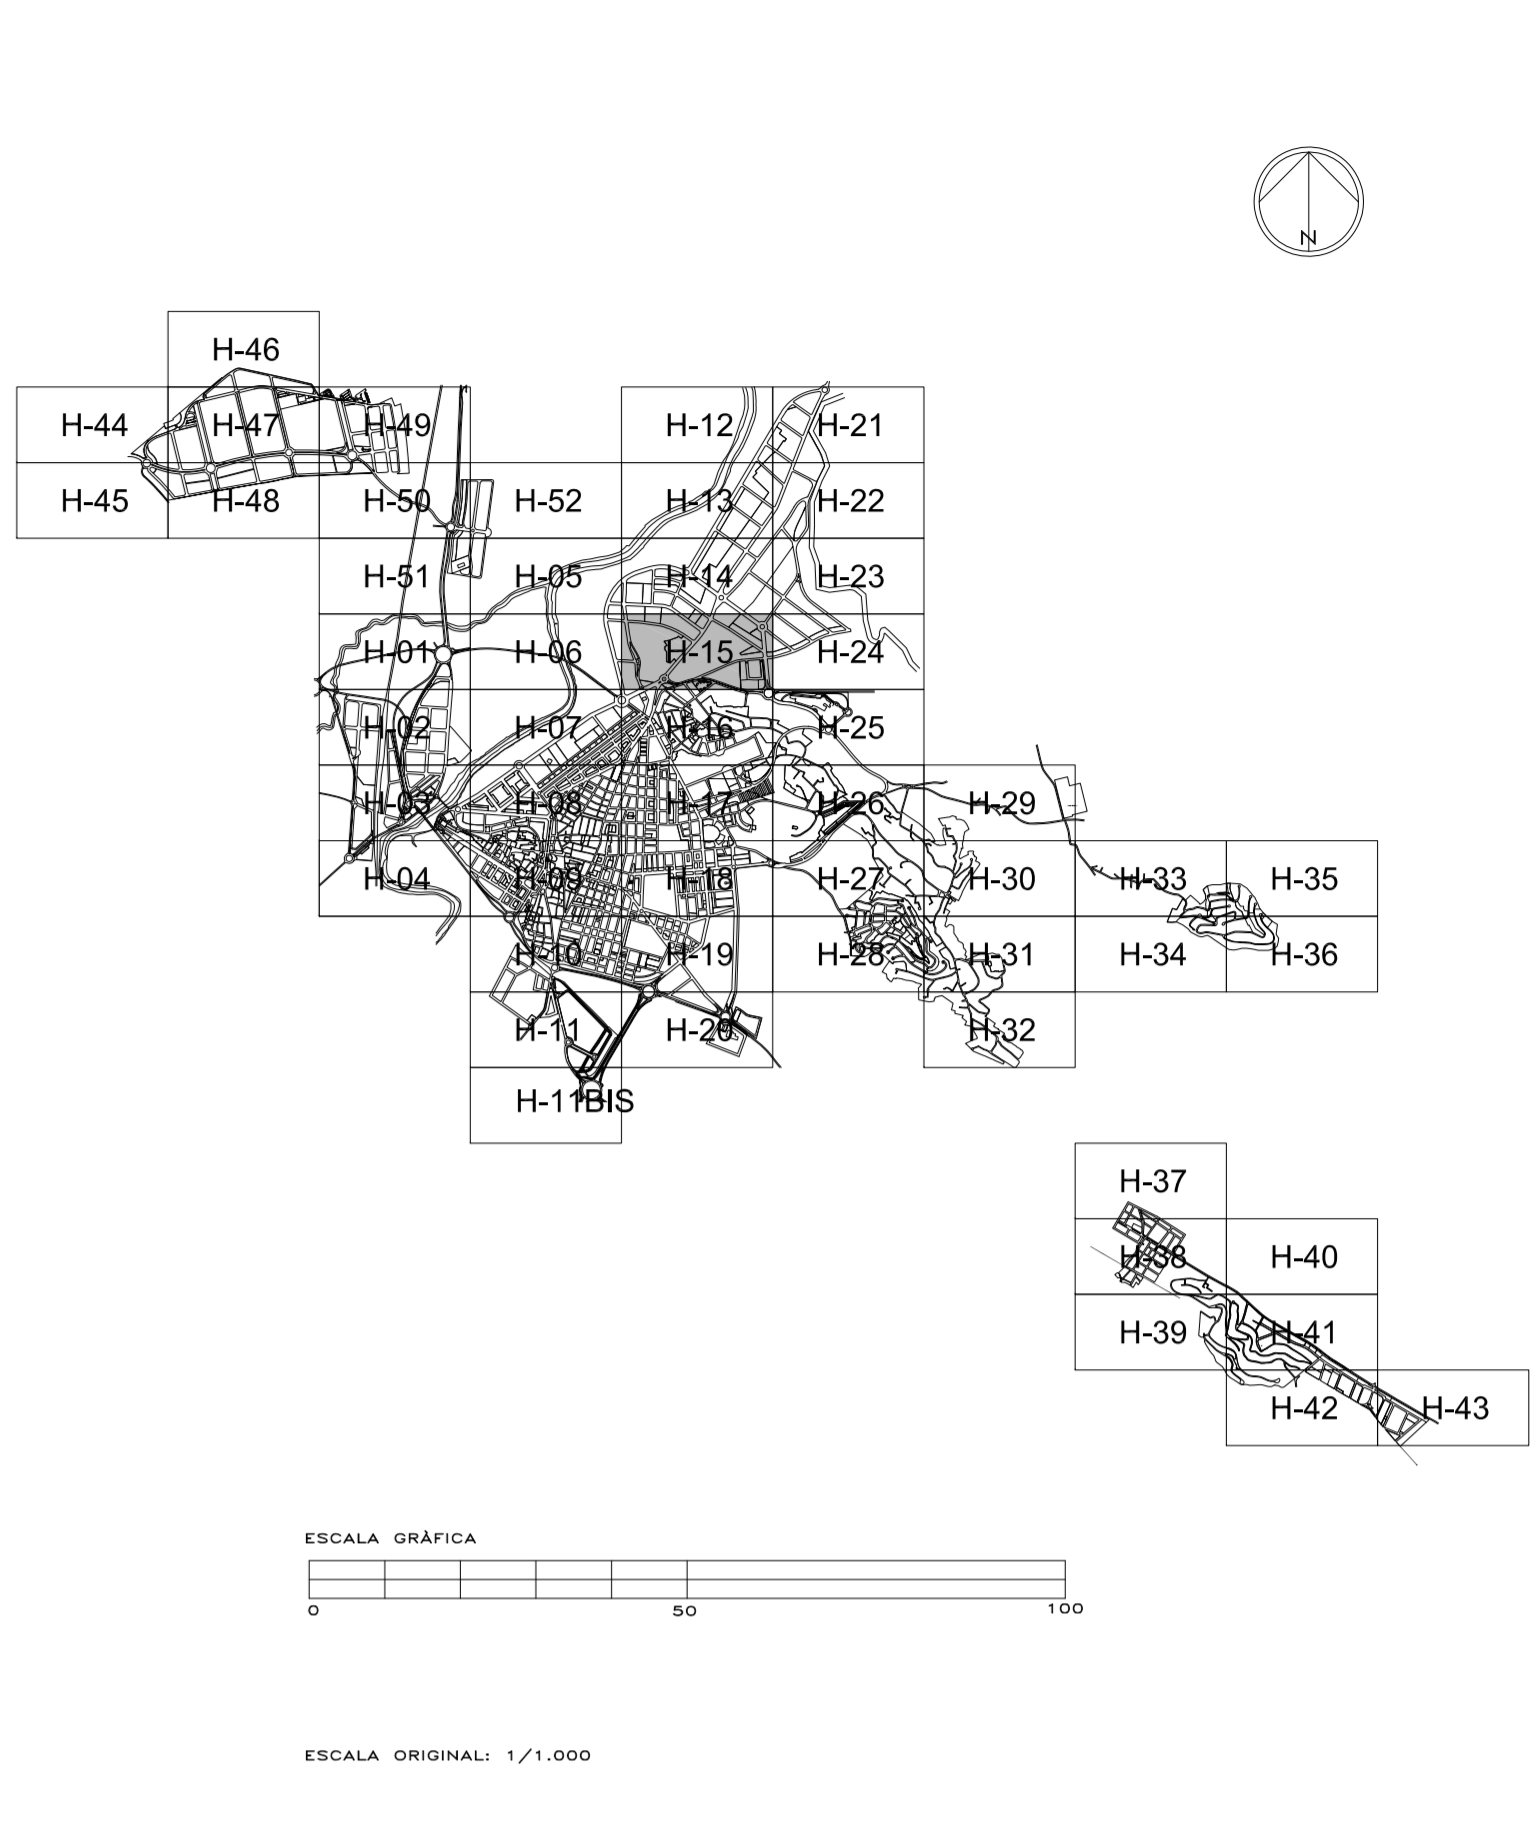 N
H-46
H-44 H-47 H-49 H-12 H-21
H-45 H-48 H-50 H-52 H-13 H-22
H-51 H-05 H-14 H-23
H-01 H-06 H-15 H-24
H-02 H-07 H-16 H-25
H-03 H-08 H-17 H-26 H-29
H-04 H-09 H-18 H-27 H-30 H-33 H-35
H-10 H-19 H-28 H-31 H-34 H-36
H-11 H-20 H-32
H-11BIS
H-37
H-38 H-40
H-39 H-41
H-42 H-43
ESCALA GRÀFICA
0 50 100
ESCALA ORIGINAL: 1/1.000